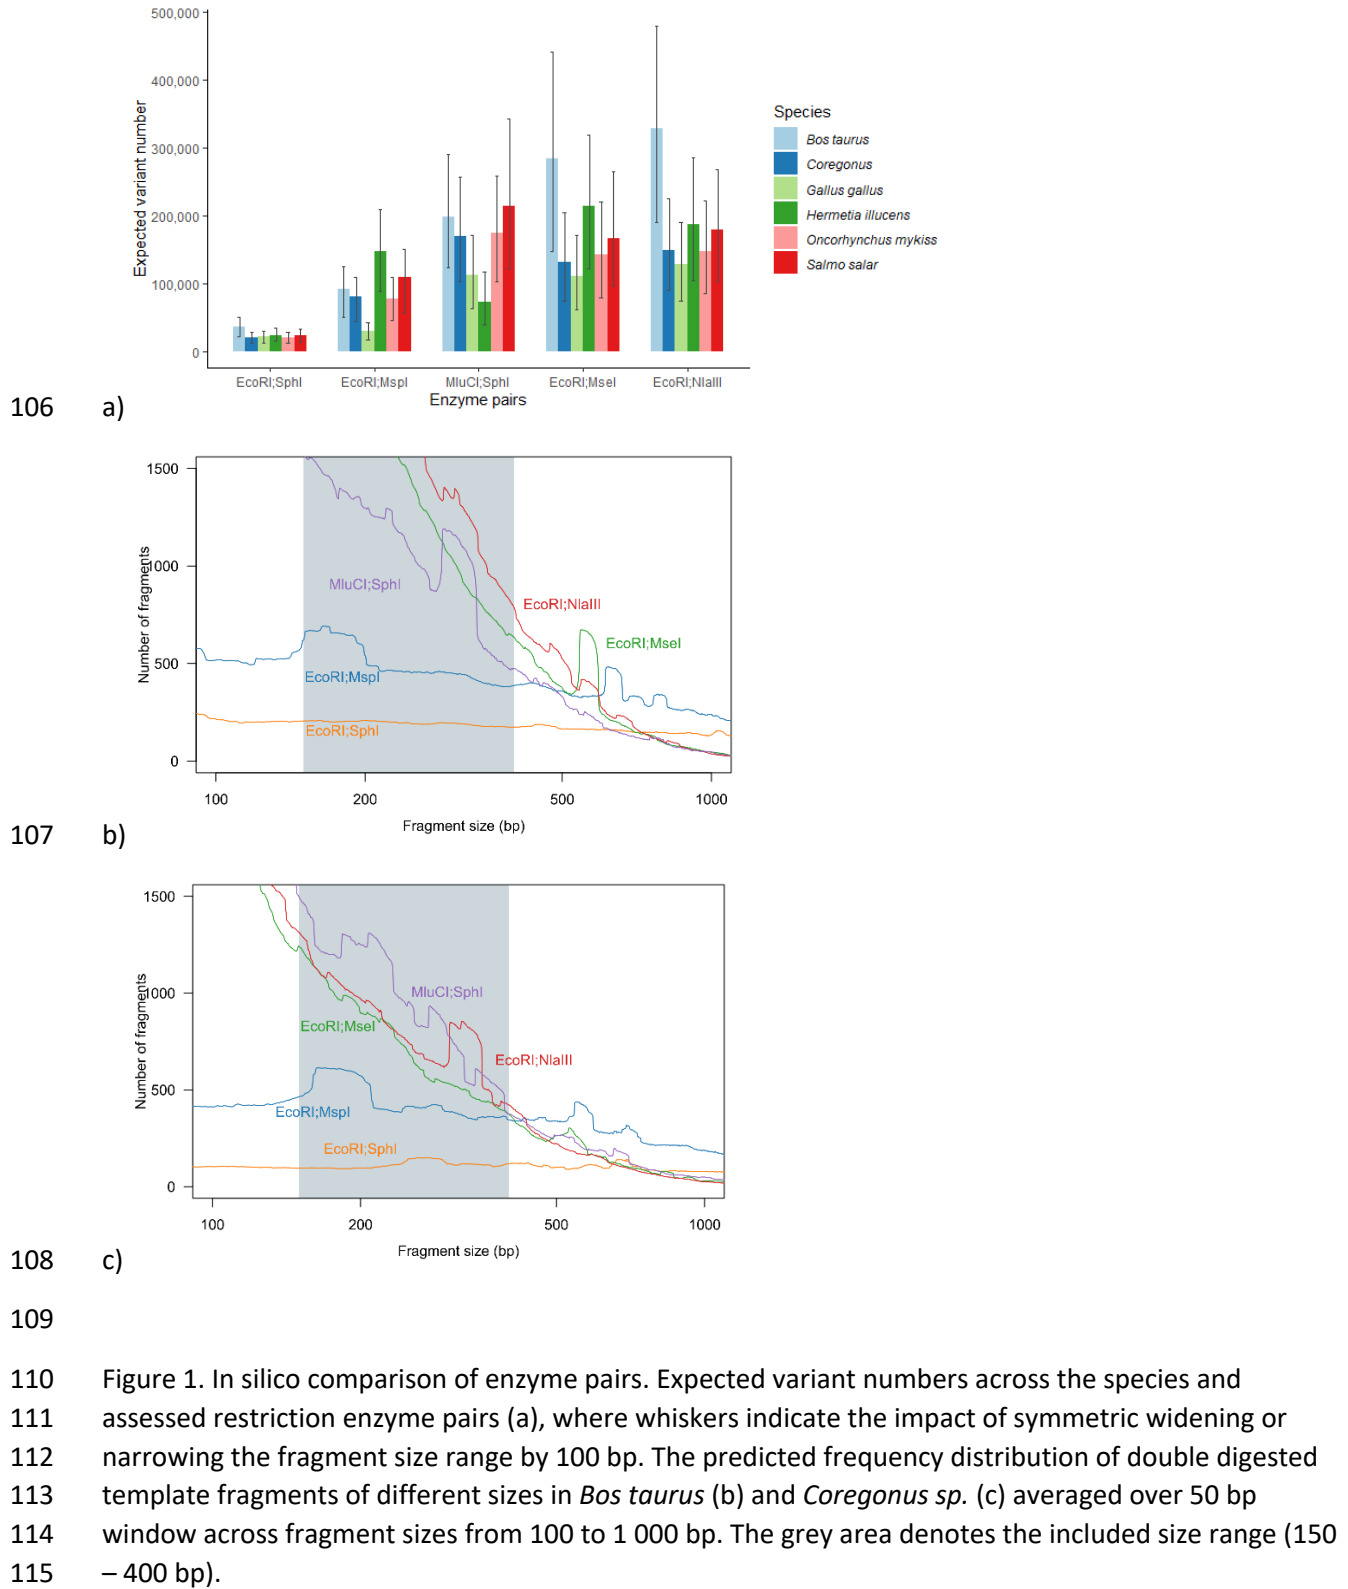 500,000
400,000
300,000
200,000
100,000
0
Expected variant number
EcoRI;SphI
EcoRI;MspI
MluCI;SphI
EcoRI;MseI
EcoRI;NlaIII
Enzyme pairs
Species
Bos taurus
Coregonus
Gallus gallus
Hermetia illucens
Oncorhynchus mykiss
Salmo salar
106 a)
1500
1000
500
0
Number of fragments
MluCI;SphI
EcoRI;NlaIII
EcoRI;MseI
EcoRI;MspI
EcoRI;SphI
100 200 500 1000
Fragment size (bp)
107 b)
1500
1000
500
0
Number of fragments
MluCI;SphI
EcoRI;MseI
EcoRI;NlaIII
EcoRI;MspI
EcoRI;SphI
100 200 500 1000
Fragment size (bp)
108 c)
109
110 Figure 1. In silico comparison of enzyme pairs. Expected variant numbers across the species and
111 assessed restriction enzyme pairs (a), where whiskers indicate the impact of symmetric widening or
112 narrowing the fragment size range by 100 bp. The predicted frequency distribution of double digested
113 template fragments of different sizes in Bos taurus (b) and Coregonus sp. (c) averaged over 50 bp
114 window across fragment sizes from 100 to 1 000 bp. The grey area denotes the included size range (150
115 – 400 bp).